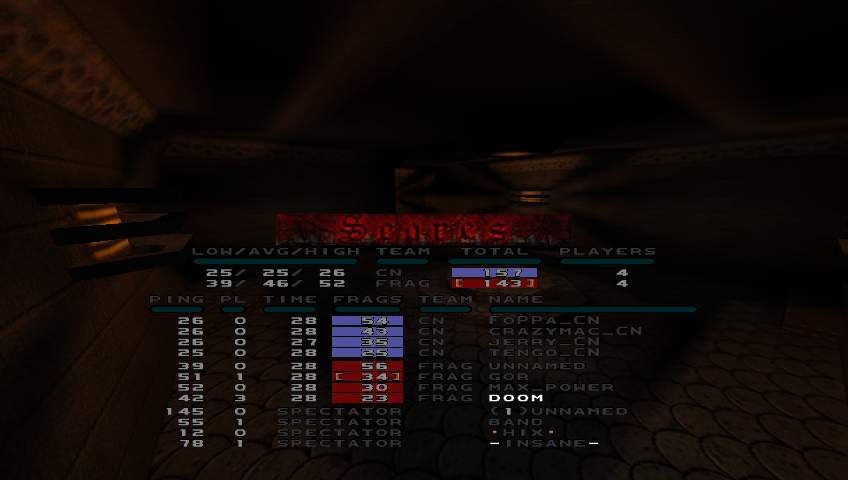 Scores
LOW/AVG/HIGH TEAM TOTAL PLAYERS
25/ 25/ 26 CN 157 4
39/ 46/ 52 FRAG [ 143] 4
PING PL TIME FRAGS TEAM NAME
26 0 28 54 CN FOPPA_CN
26 0 28 43 CN CRAZYMAC_CN
26 0 27 35 CN JERRY_CN
25 0 28 25 CN TENGO_CN
39 0 28 56 FRAG UNNAMED
51 1 28 [ 34] FRAG GOR
52 0 28 30 FRAG MAX_POWER
42 3 28 23 FRAG DOOM
145 0 SPECTATOR (1)UNNAMED
55 1 SPECTATOR BAND
12 0 SPECTATOR •HIX•
78 1 SPECTATOR -INSANE-